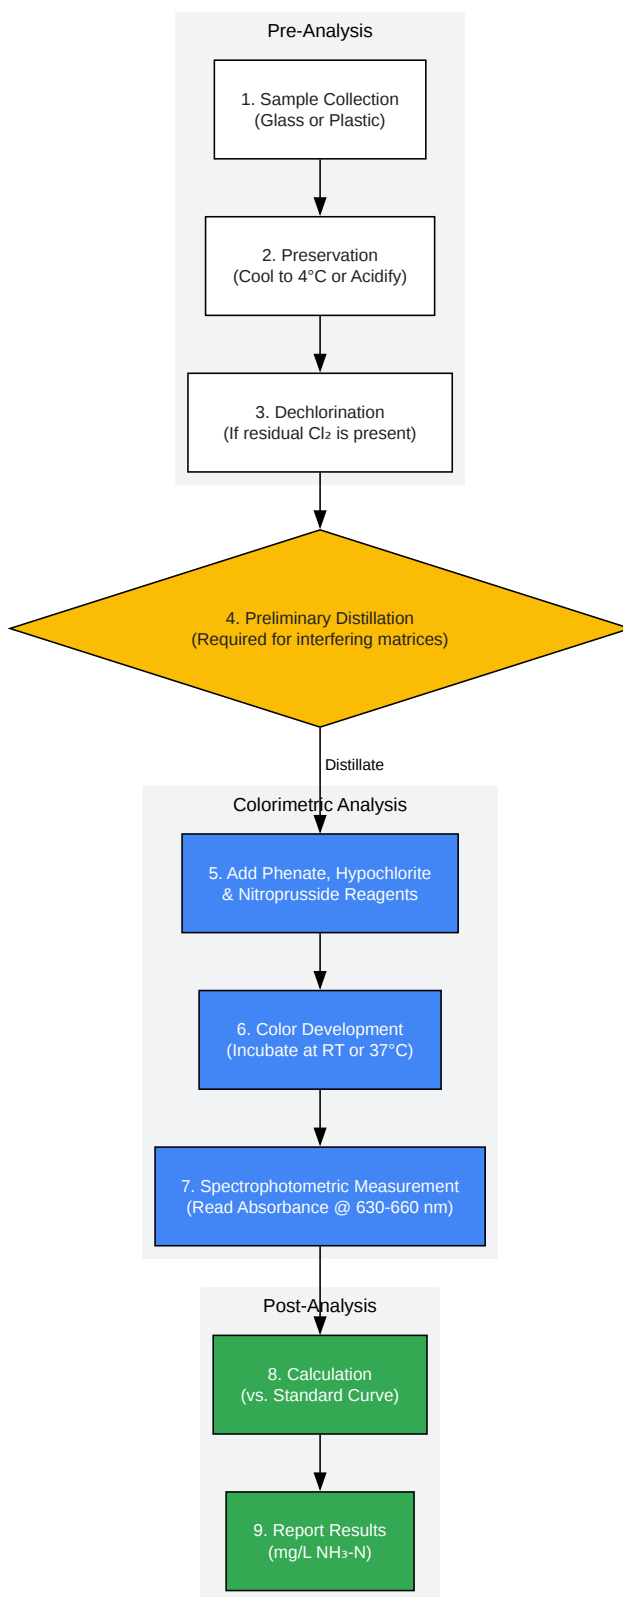 Pre-Analysis
1. Sample Collection
(Glass or Plastic)
2. Preservation
(Cool to 4°C or Acidify)
3. Dechlorination
(If residual Cl₂ is present)
4. Preliminary Distillation
(Required for interfering matrices)
Distillate
Colorimetric Analysis
5. Add Phenate, Hypochlorite
& Nitroprusside Reagents
6. Color Development
(Incubate at RT or 37°C)
7. Spectrophotometric Measurement
(Read Absorbance @ 630-660 nm)
Post-Analysis
8. Calculation
(vs. Standard Curve)
9. Report Results
(mg/L NH₃-N)